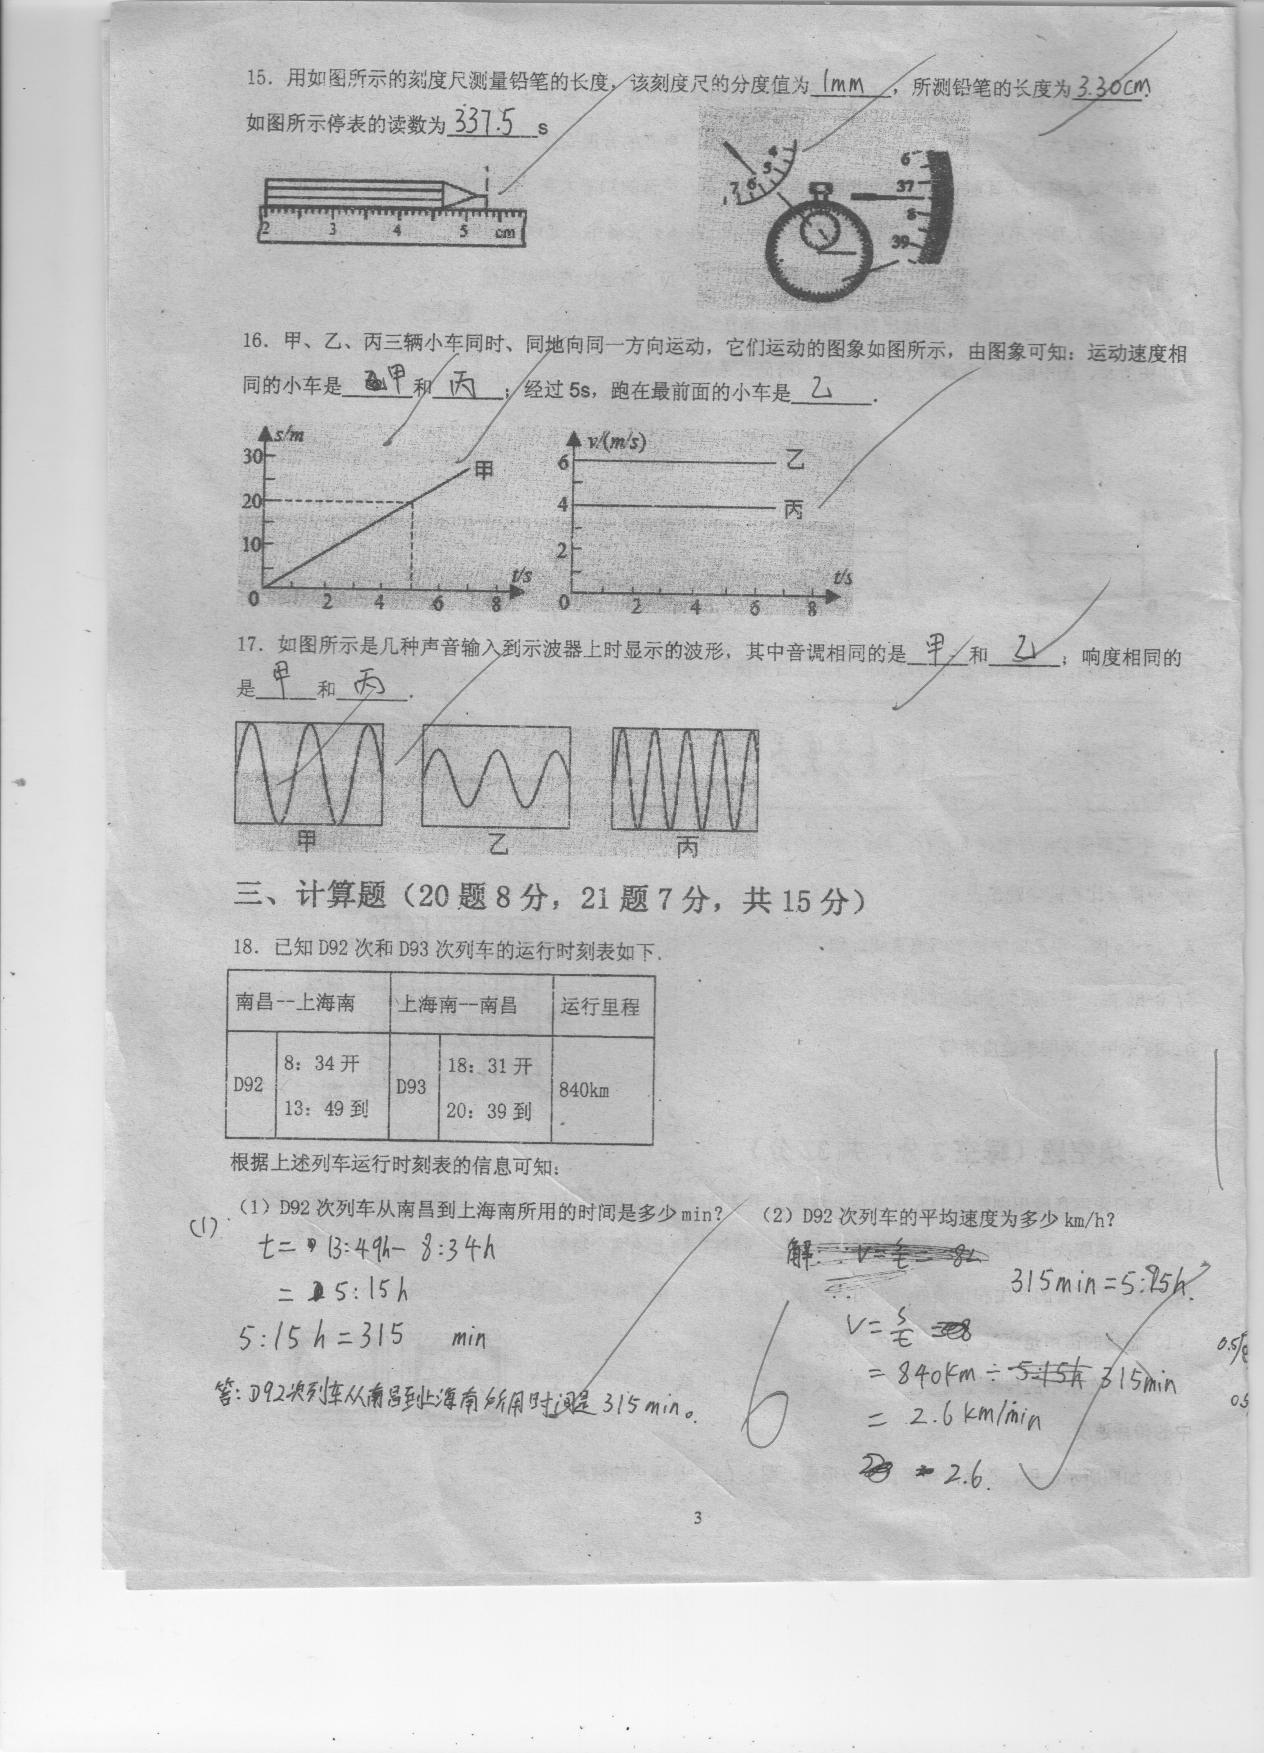 15. 用如图所示的刻度尺测量铅笔的长度, 该刻度尺的分度值为 1mm , 所测铅笔的长度为 3.30cm.
如图所示停表的读数为 337.5 s
2 3 4 5 cm
7 6 5 4
6 37 8 39
16. 甲、乙、丙三辆小车同时、同地向同一方向运动, 它们运动的图象如图所示, 由图象可知: 运动速度相
同的小车是 甲 和 丙 ; 经过 5s, 跑在最前面的小车是 乙 .
s/m
30
20
10
0 2 4 6 8
t/s
甲
v/(m/s)
6
4
2
0 2 4 6 8
t/s
乙
丙
17. 如图所示是几种声音输入到示波器上时显示的波形, 其中音调相同的是 甲 和 乙 ; 响度相同的
是 甲 和 丙 .
甲 乙 丙
三、计算题（20 题 8 分, 21 题 7 分, 共 15 分）
18. 已知 D92 次和 D93 次列车的运行时刻表如下.
南昌--上海南 上海南--南昌 运行里程
D92 8: 34 开 13: 49 到 D93 18: 31 开 20: 39 到 840km
根据上述列车运行时刻表的信息可知:
（1）D92 次列车从南昌到上海南所用的时间是多少 min? （2）D92 次列车的平均速度为多少 km/h?
(1)
t= 13:49h- 8:34h
= 5:15h
5:15h=315 min
答: D92次列车从南昌到上海南所用时间是315min。
解:
315min=5:15h.
v= s/t
= 840km ÷ 315min
= 2.6km/min
= 2.6.
6
3